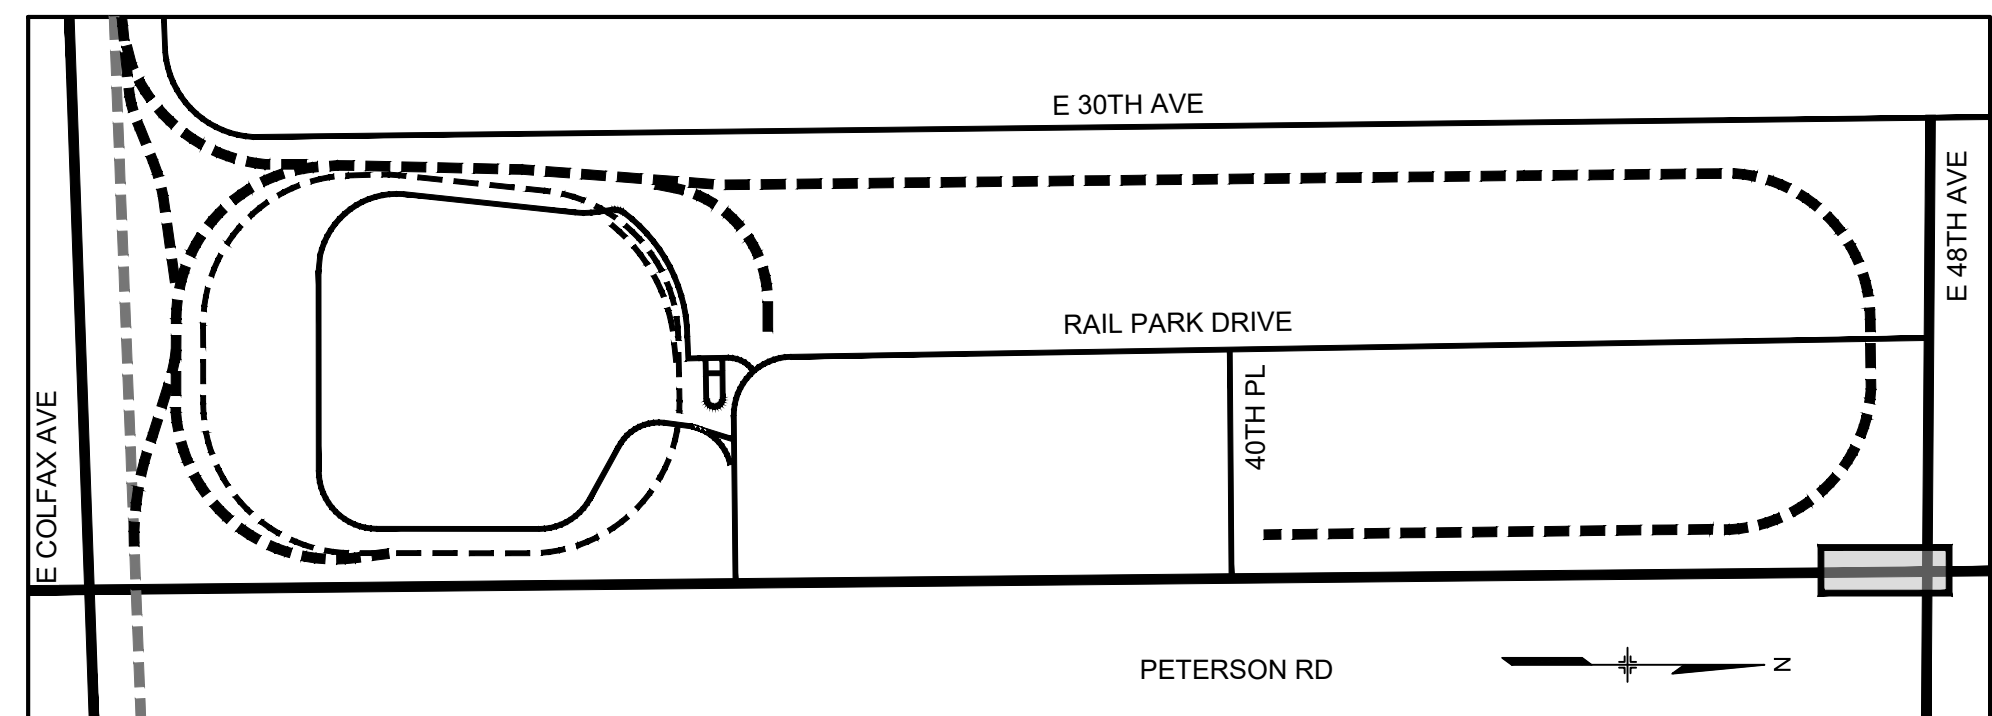 E 30TH AVE
E 48TH AVE
RAIL PARK DRIVE
40TH PL
E COLFAX AVE
PETERSON RD
N